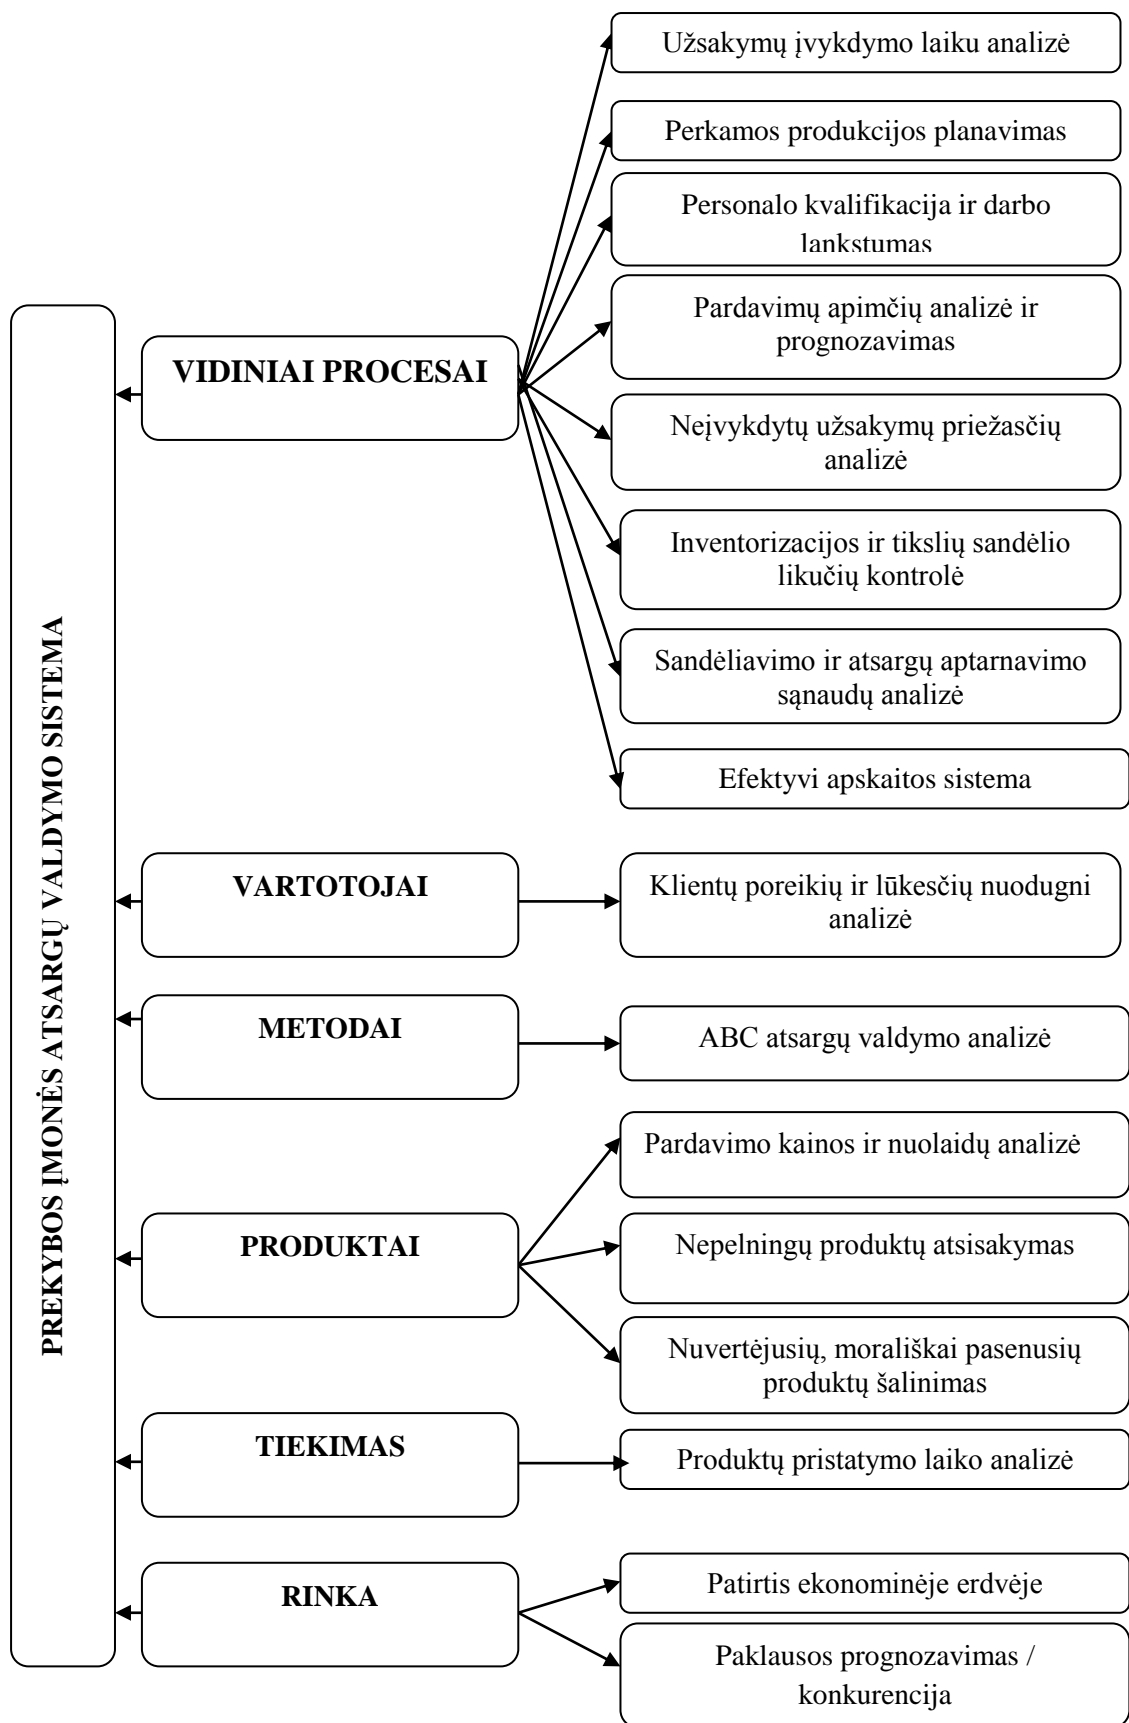 PREKYBOS ĮMONĖS ATSARGŲ VALDYMO SISTEMA
VIDINIAI PROCESAI
Užsakymų įvykdymo laiku analizė
Perkamos produkcijos planavimas
Personalo kvalifikacija ir darbo
lankstumas
Pardavimų apimčių analizė ir
prognozavimas
Neįvykdytų užsakymų priežasčių
analizė
Inventorizacijos ir tikslių sandėlio
likučių kontrolė
Sandėliavimo ir atsargų aptarnavimo
sąnaudų analizė
Efektyvi apskaitos sistema
VARTOTOJAI
Klientų poreikių ir lūkesčių nuodugni
analizė
METODAI
ABC atsargų valdymo analizė
PRODUKTAI
Pardavimo kainos ir nuolaidų analizė
Nepelningų produktų atsisakymas
Nuvertėjusių, morališkai pasenusių
produktų šalinimas
TIEKIMAS
Produktų pristatymo laiko analizė
RINKA
Patirtis ekonominėje erdvėje
Paklausos prognozavimas /
konkurencija